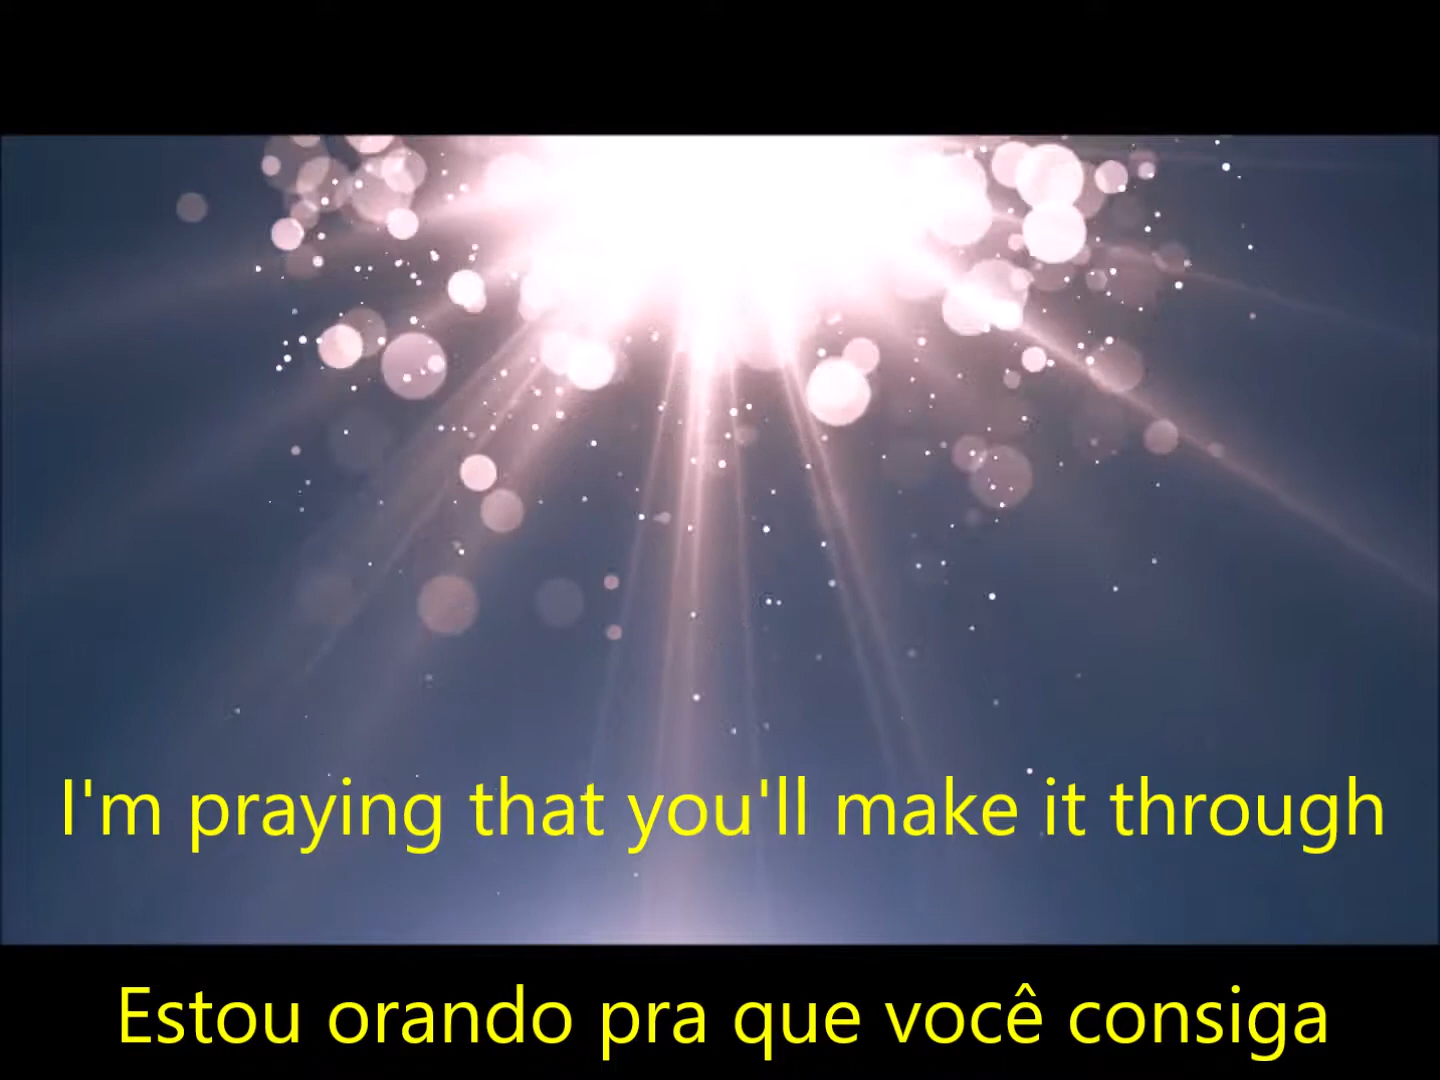 I'm praying that you'll make it through
Estou orando pra que você consiga